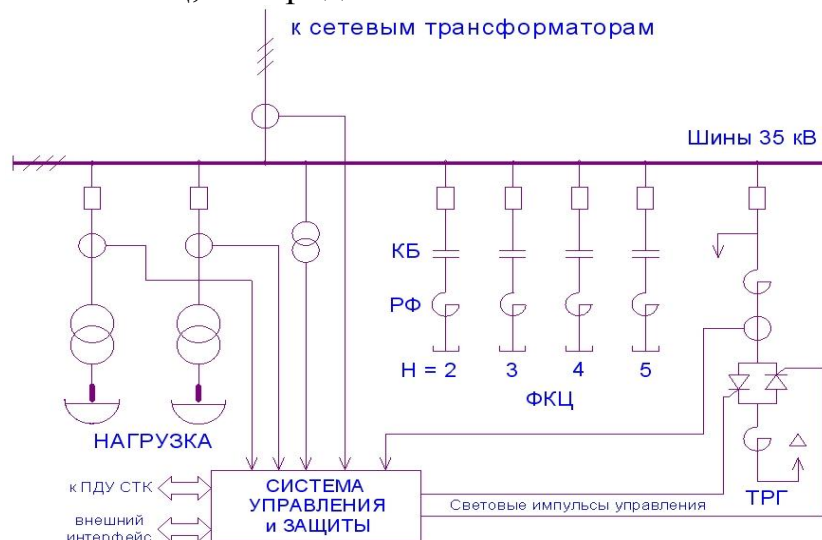 к сетевым трансформаторам
Шины 35 кВ
КБ
РФ
Н = 2 3 4 5
ФКЦ
НАГРУЗКА
ТРГ
к ПДУ СТК
СИСТЕМА
УПРАВЛЕНИЯ
и ЗАЩИТЫ
Световые импульсы управления
внешний
интерфейс